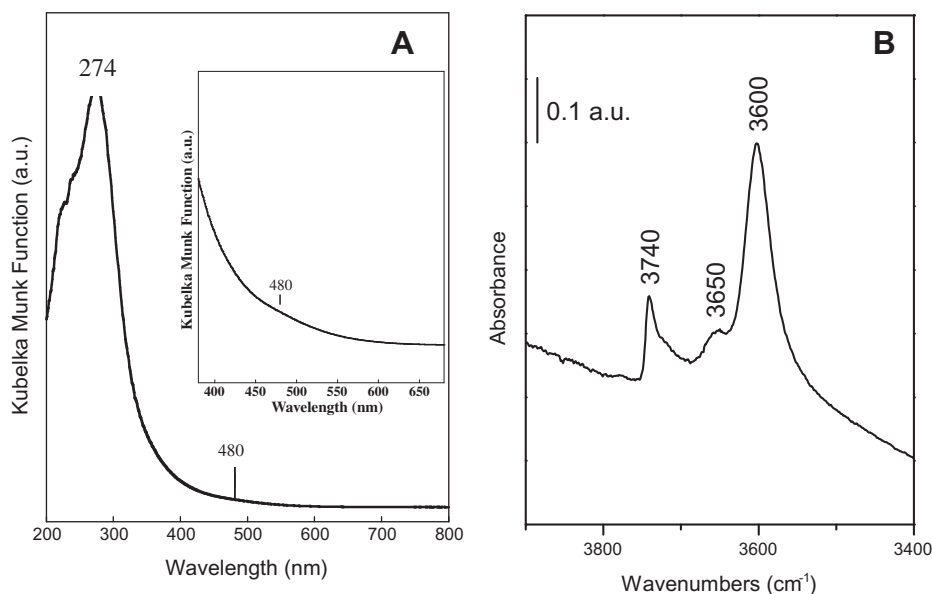 A
274
Kubelka Munk Function (a.u.)
480
200 300 400 500 600 700 800
Wavelength (nm)
Kubelka Munk Function (a.u.)
480
400 450 500 550 600 650
Wavelength (nm)
B
0.1 a.u.
3740
3650
3600
Absorbance
3800 3600 3400
Wavenumbers (cm⁻¹)